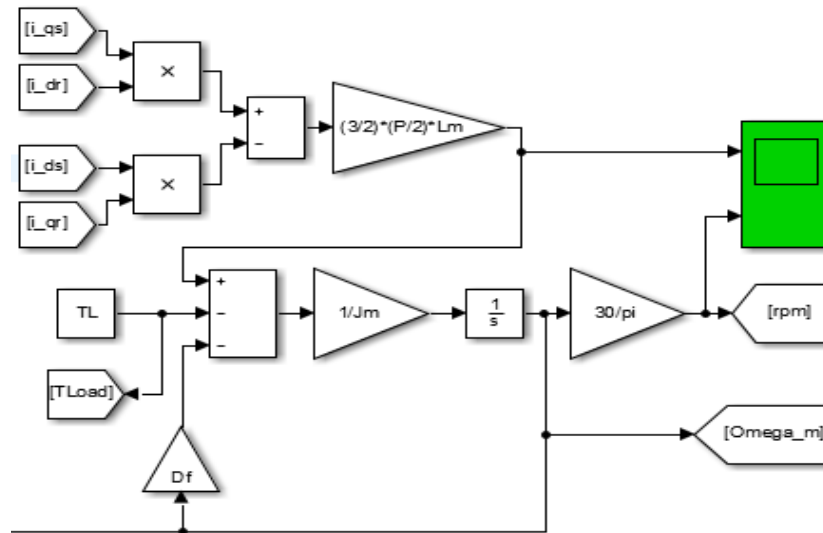 [i_qs]
×
[i_dr]
+
−
(3/2)*(P/2)*Lm
[i_ds]
×
[i_qr]
+
−
−
TL
1/Jm
1
s
30/pi
[rpm]
[TLoad]
[Omega_m]
Df